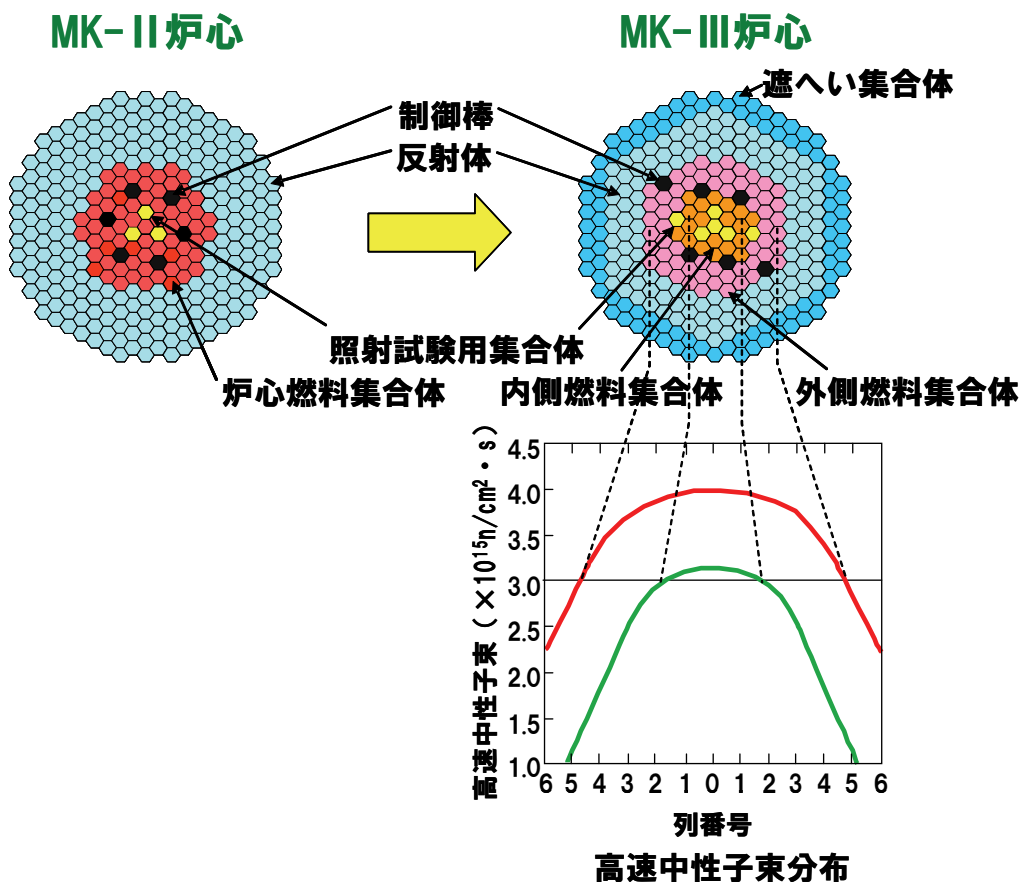 MK-Ⅱ炉心
MK-Ⅲ炉心
遮へい集合体
制御棒
反射体
照射試験用集合体
炉心燃料集合体
内側燃料集合体
外側燃料集合体
高速中性子束(×10¹⁵n/cm²・s)
4.5
4.0
3.5
3.0
2.5
2.0
1.5
1.0
6 5 4 3 2 1 0 1 2 3 4 5 6
列番号
高速中性子束分布